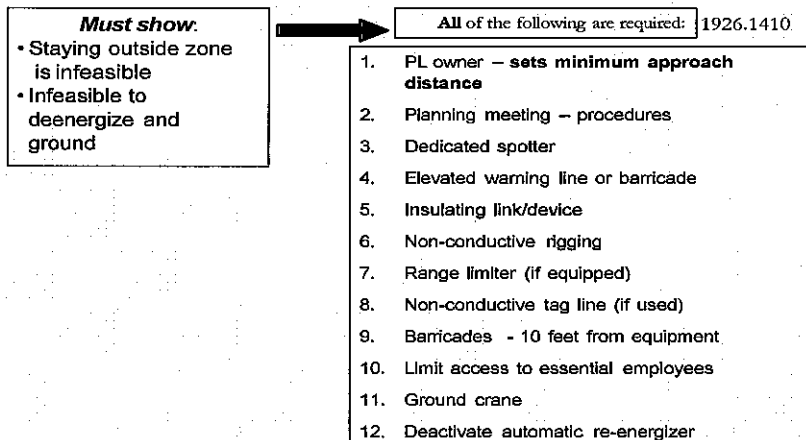 Must show:
• Staying outside zone
is infeasible
• Infeasible to
deenergize and
ground
All of the following are required: 1926.1410
1. PL owner – sets minimum approach
distance
2. Planning meeting – procedures
3. Dedicated spotter
4. Elevated warning line or barricade
5. Insulating link/device
6. Non-conductive rigging
7. Range limiter (if equipped)
8. Non-conductive tag line (if used)
9. Barricades - 10 feet from equipment
10. Limit access to essential employees
11. Ground crane
12. Deactivate automatic re-energizer